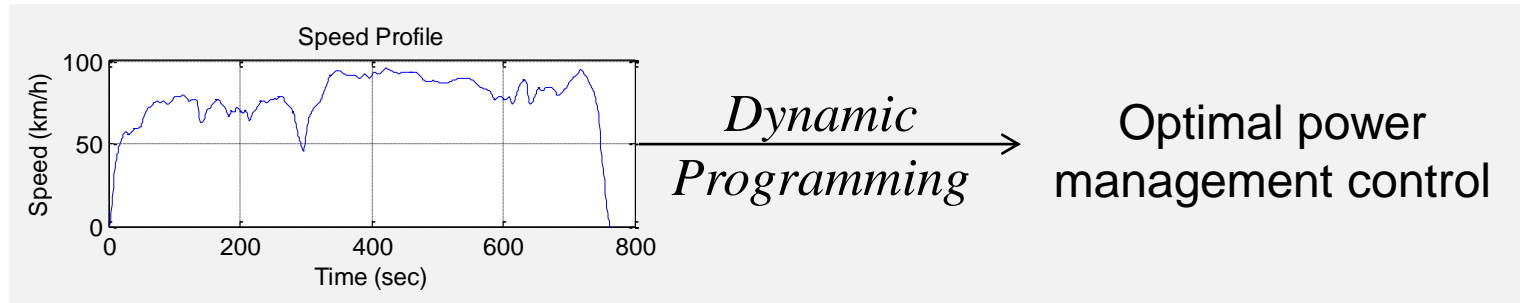 Speed Profile
100
50
0
Speed (km/h)
0 200 400 600 800
Time (sec)
Dynamic
Programming
Optimal power
management control